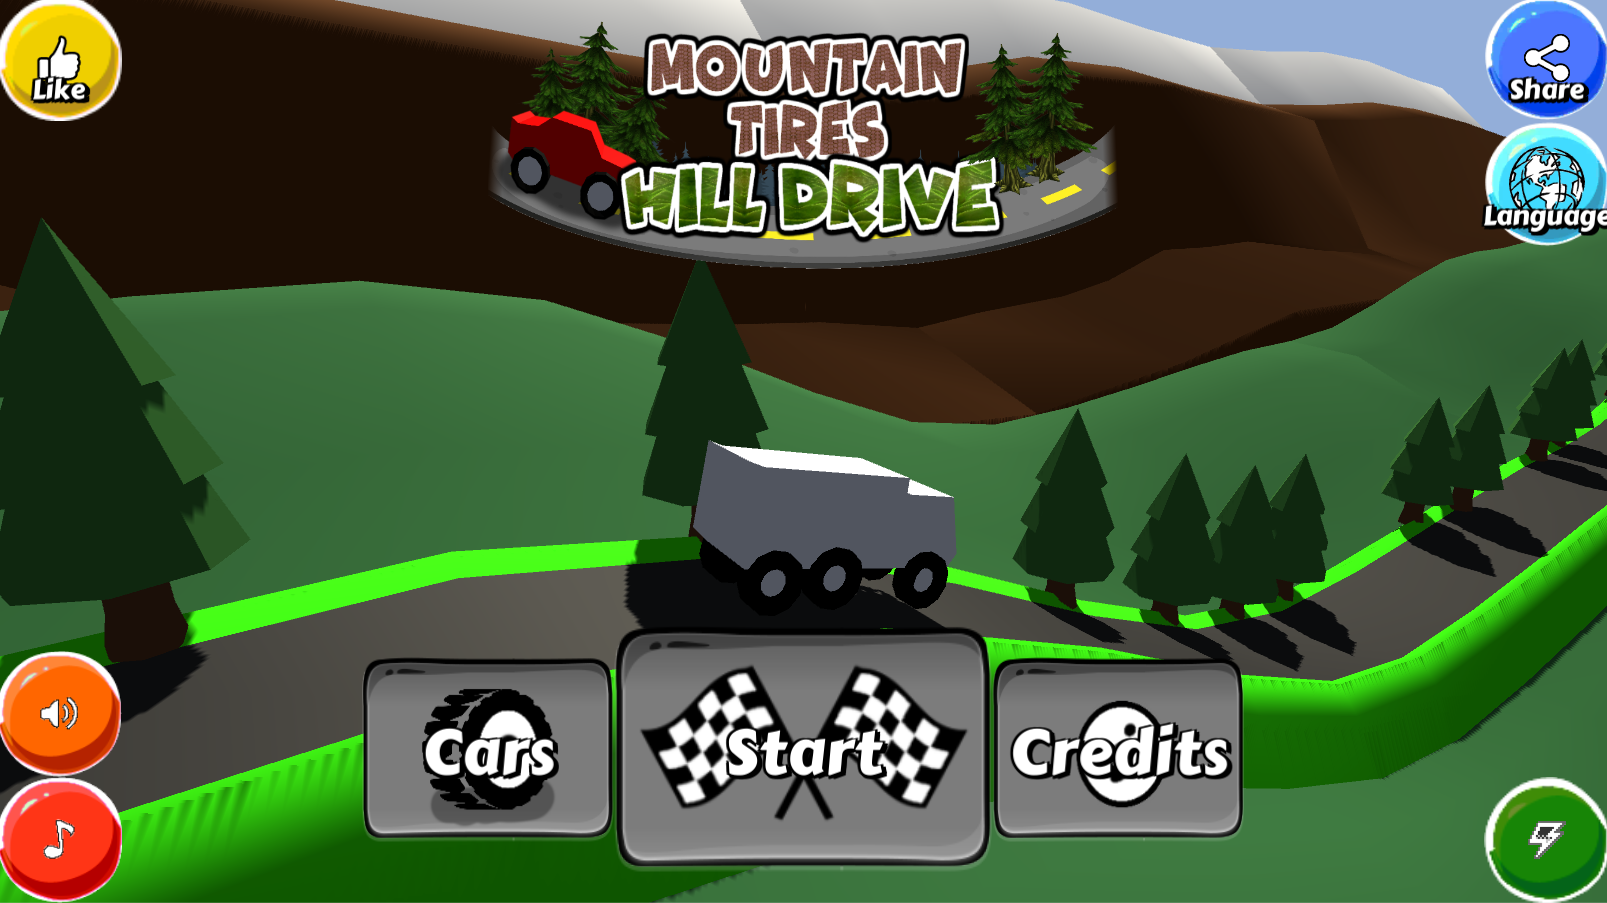 Like
MOUNTAIN
TIRES
HILL DRIVE
Share
Language
Cars
Start
Credits